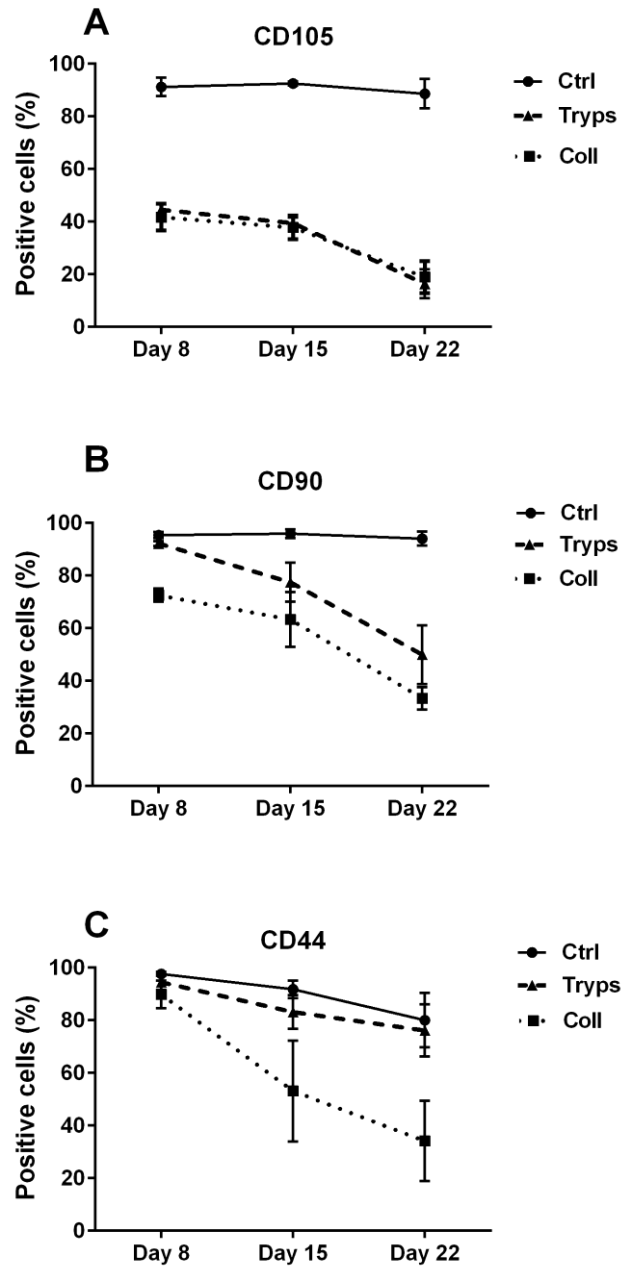 A
CD105
Positive cells (%)
100
80
60
40
20
0
Day 8 Day 15 Day 22
Ctrl
Tryps
Coll
B
CD90
Positive cells (%)
100
80
60
40
20
0
Day 8 Day 15 Day 22
Ctrl
Tryps
Coll
C
CD44
Positive cells (%)
100
80
60
40
20
0
Day 8 Day 15 Day 22
Ctrl
Tryps
Coll